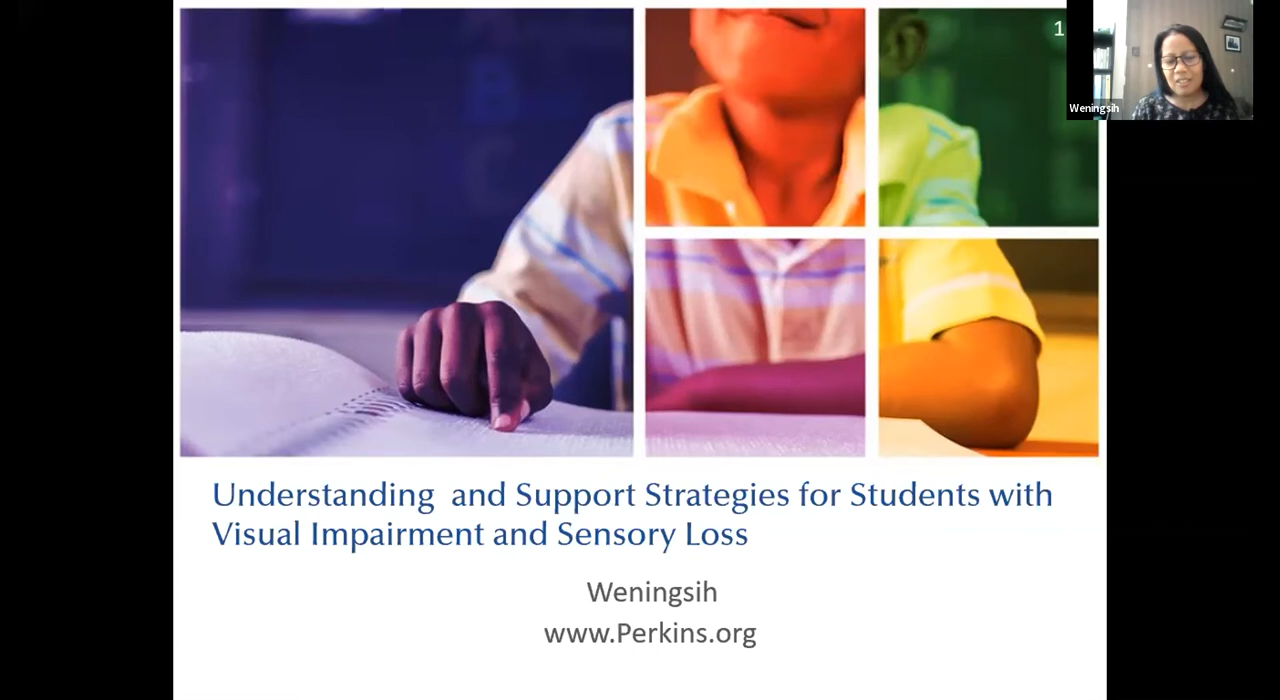 1
Weningsih
Understanding  and Support Strategies for Students with
Visual Impairment and Sensory Loss
Weningsih
www.Perkins.org